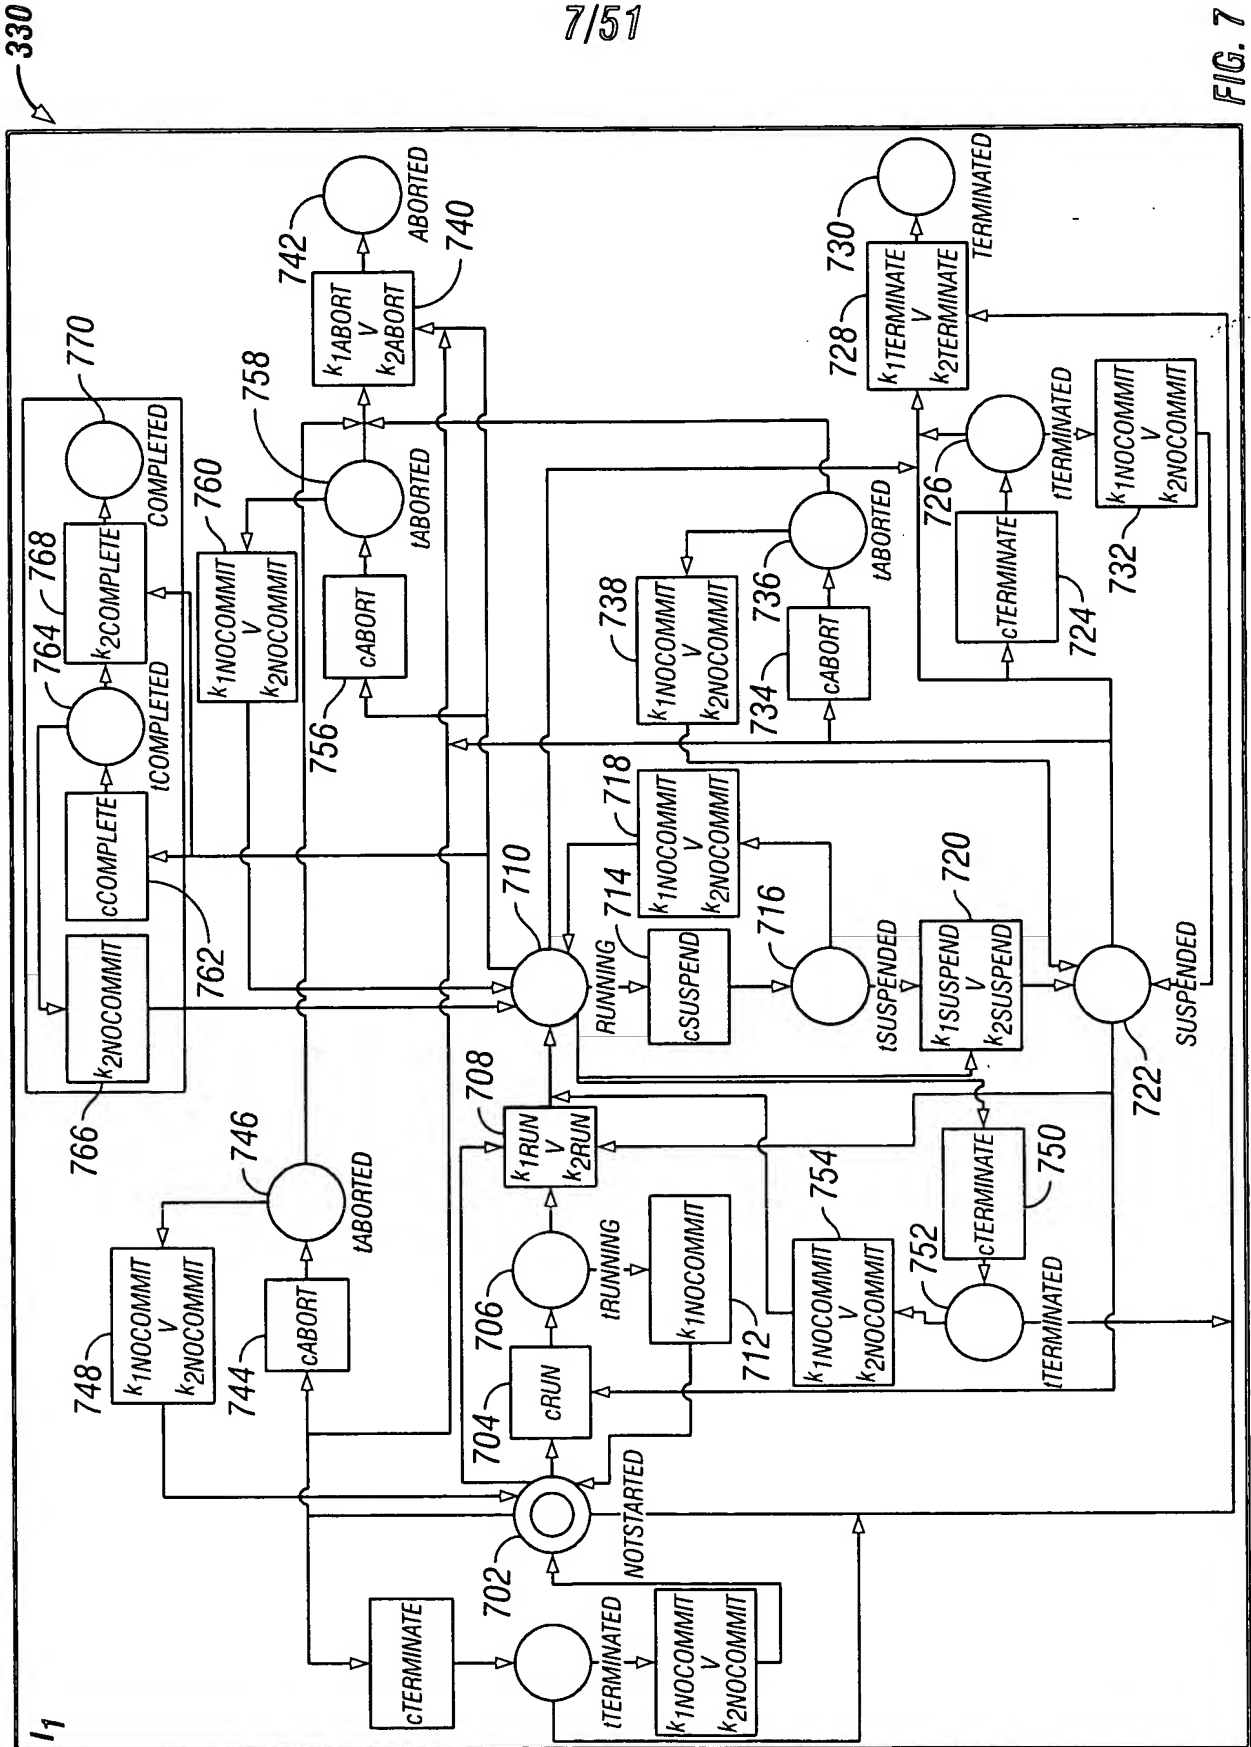 7/51
330
I1
748
k1NOCOMMIT
V
k2NOCOMMIT
744
cABORT
746
tABORTED
766
k2NOCOMMIT
762
cCOMPLETE
tCOMPLETED
764
k2COMPLETE
768
COMPLETED
770
k1NOCOMMIT
V
k2NOCOMMIT
760
756
cABORT
tABORTED
758
k1ABORT
V
k2ABORT
742
ABORTED
740
cTERMINATE
tTERMINATED
k1NOCOMMIT
V
k2NOCOMMIT
702
NOTSTARTED
704
cRUN
706
tRUNNING
k1NOCOMMIT
712
708
k1RUN
V
k2RUN
710
RUNNING
714
cSUSPEND
716
tSUSPENDED
718
k1NOCOMMIT
V
k2NOCOMMIT
720
k1SUSPEND
V
k2SUSPEND
722
SUSPENDED
738
k1NOCOMMIT
V
k2NOCOMMIT
734
cABORT
736
tABORTED
754
k1NOCOMMIT
V
k2NOCOMMIT
752
tTERMINATED
cTERMINATE
750
cTERMINATE
724
726
tTERMINATED
k1NOCOMMIT
V
k2NOCOMMIT
732
728
k1TERMINATE
V
k2TERMINATE
730
TERMINATED
FIG. 7